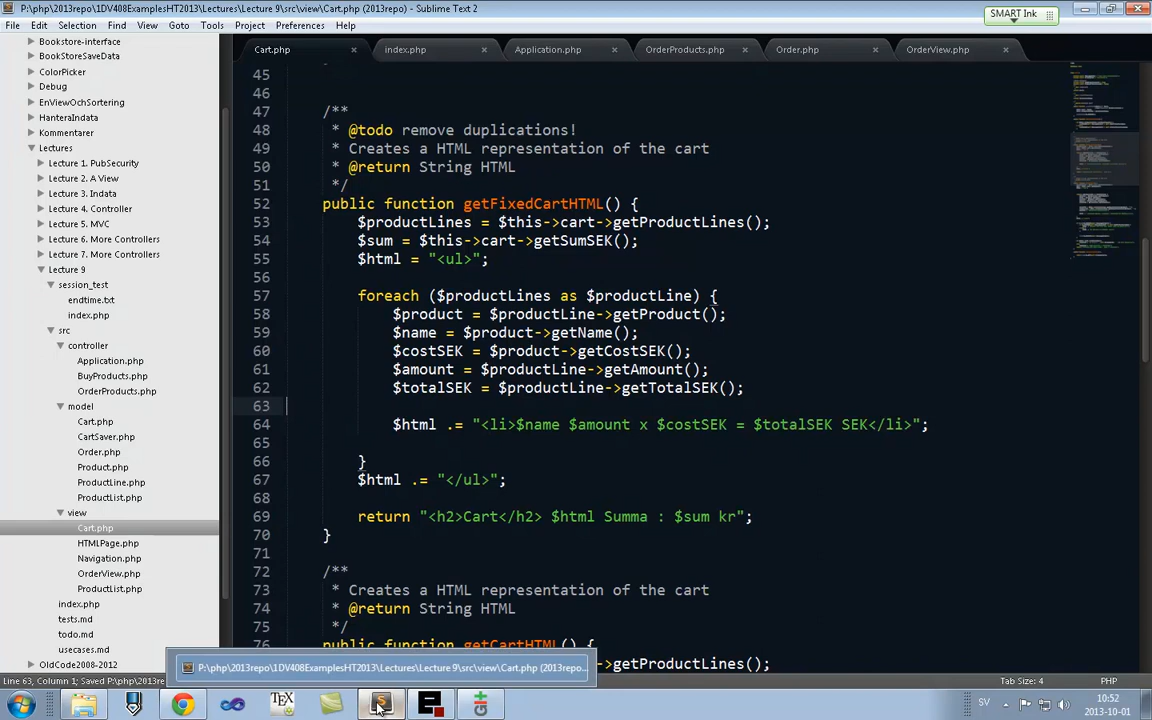 P:\php\2013repo\1DV408ExamplesHT2013\Lectures\Lecture 9\src\view\Cart.php (2013repo) - Sublime Text 2
SMART Ink
File Edit Selection Find View Goto Tools Project Preferences Help
Bookstore-interface
BookStoreSaveData
ColorPicker
Debug
EnViewOchSortering
HanteraIndata
Kommentarer
Lectures
Lecture 1. PubSecurity
Lecture 2. A View
Lecture 3. Indata
Lecture 4. Controller
Lecture 5. MVC
Lecture 6. More Controllers
Lecture 7. More Controllers
Lecture 9
session_test
endtime.txt
index.php
src
controller
Application.php
BuyProducts.php
OrderProducts.php
model
Cart.php
CartSaver.php
Order.php
Product.php
ProductLine.php
ProductList.php
view
Cart.php
HTMLPage.php
Navigation.php
OrderView.php
ProductList.php
index.php
tests.md
todo.md
usecases.md
OldCode2008-2012
Cart.php × index.php × Application.php × OrderProducts.php × Order.php × OrderView.php ×
45
46
47 /**
48 * @todo remove duplications!
49 * Creates a HTML representation of the cart
50 * @return String HTML
51 */
52 public function getFixedCartHTML() {
53 $productLines = $this->cart->getProductLines();
54 $sum = $this->cart->getSumSEK();
55 $html = "<ul>";
56
57 foreach ($productLines as $productLine) {
58 $product = $productLine->getProduct();
59 $name = $product->getName();
60 $costSEK = $product->getCostSEK();
61 $amount = $productLine->getAmount();
62 $totalSEK = $productLine->getTotalSEK();
63
64 $html .= "<li>$name $amount x $costSEK = $totalSEK SEK</li>";
65
66 }
67 $html .= "</ul>";
68
69 return "<h2>Cart</h2> $html Summa : $sum kr";
70 }
71
72 /**
73 * Creates a HTML representation of the cart
74 * @return String HTML
75 */
76 public function getCartHTML() {
->getProductLines();
P:\php\2013repo\1DV408ExamplesHT2013\Lectures\Lecture 9\src\view\Cart.php (2013repo...
Line 63, Column 1; Saved P:\php\2013re
Tab Size: 4 PHP
SV 10:52
2013-10-01